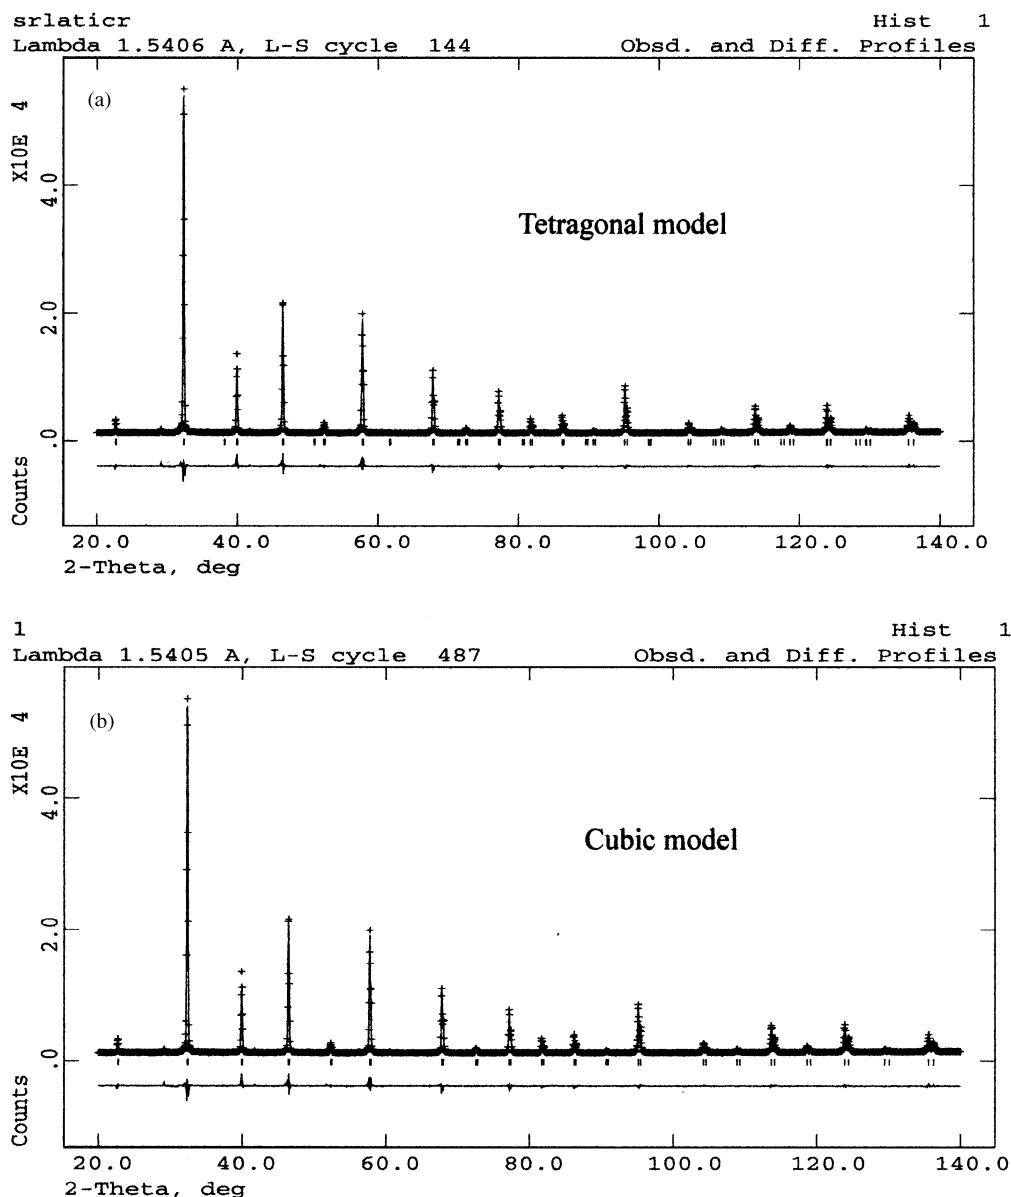 srlaticr Hist 1
Lambda 1.5406 A, L-S cycle 144 Obsd. and Diff. Profiles
(a)
Tetragonal model
X10E 4
4.0
2.0
.0
Counts
20.0 40.0 60.0 80.0 100.0 120.0 140.0
2-Theta, deg
1 Hist 1
Lambda 1.5405 A, L-S cycle 487 Obsd. and Diff. Profiles
(b)
Cubic model
X10E 4
4.0
2.0
.0
Counts
20.0 40.0 60.0 80.0 100.0 120.0 140.0
2-Theta, deg